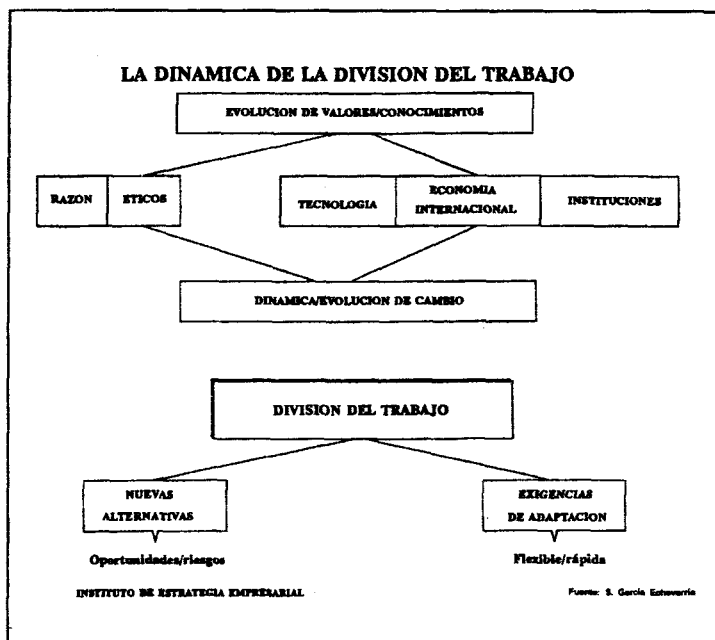 LA DINAMICA DE LA DIVISION DEL TRABAJO
EVOLUCION DE VALORES/CONOCIMIENTOS
RAZON
ETICOS
TECNOLOGIA
ECONOMIA
INTERNACIONAL
INSTITUCIONES
DINAMICA/EVOLUCION DE CAMBIO
DIVISION DEL TRABAJO
NUEVAS
ALTERNATIVAS
EXIGENCIAS
DE ADAPTACION
Oportunidades/riesgos
Flexible/rápida
INSTITUTO DE ESTRATEGIA EMPRESARIAL
Fuente: S. García Echevarría